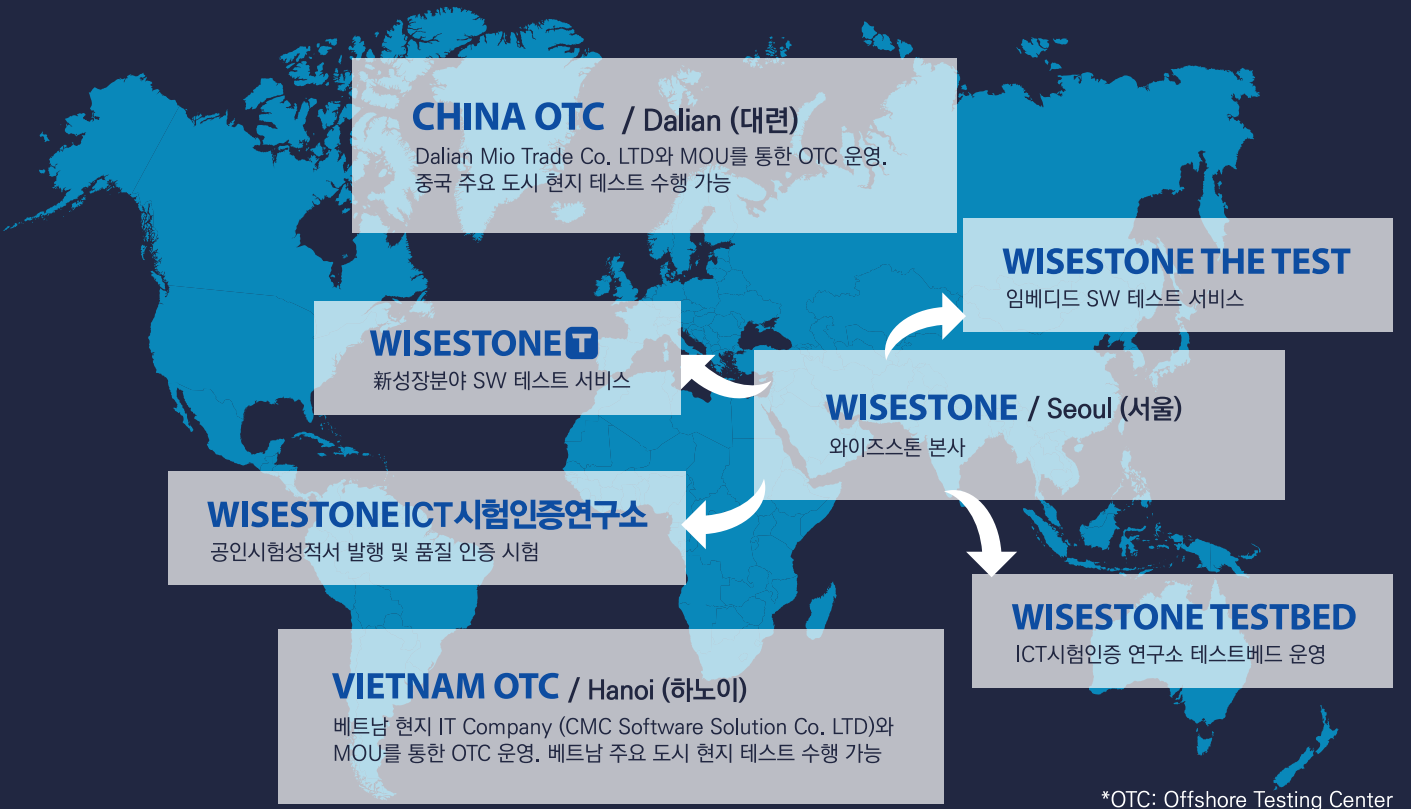 CHINA OTC / Dalian (대련)
Dalian Mio Trade Co. LTD와 MOU를 통한 OTC 운영.
중국 주요 도시 현지 테스트 수행 가능
WISESTONE THE TEST
임베디드 SW 테스트 서비스
WISESTONE T
新성장분야 SW 테스트 서비스
WISESTONE / Seoul (서울)
와이즈스톤 본사
WISESTONE ICT시험인증연구소
공인시험성적서 발행 및 품질 인증 시험
WISESTONE TESTBED
ICT시험인증 연구소 테스트베드 운영
VIETNAM OTC / Hanoi (하노이)
베트남 현지 IT Company (CMC Software Solution Co. LTD)와
MOU를 통한 OTC 운영. 베트남 주요 도시 현지 테스트 수행 가능
*OTC: Offshore Testing Center